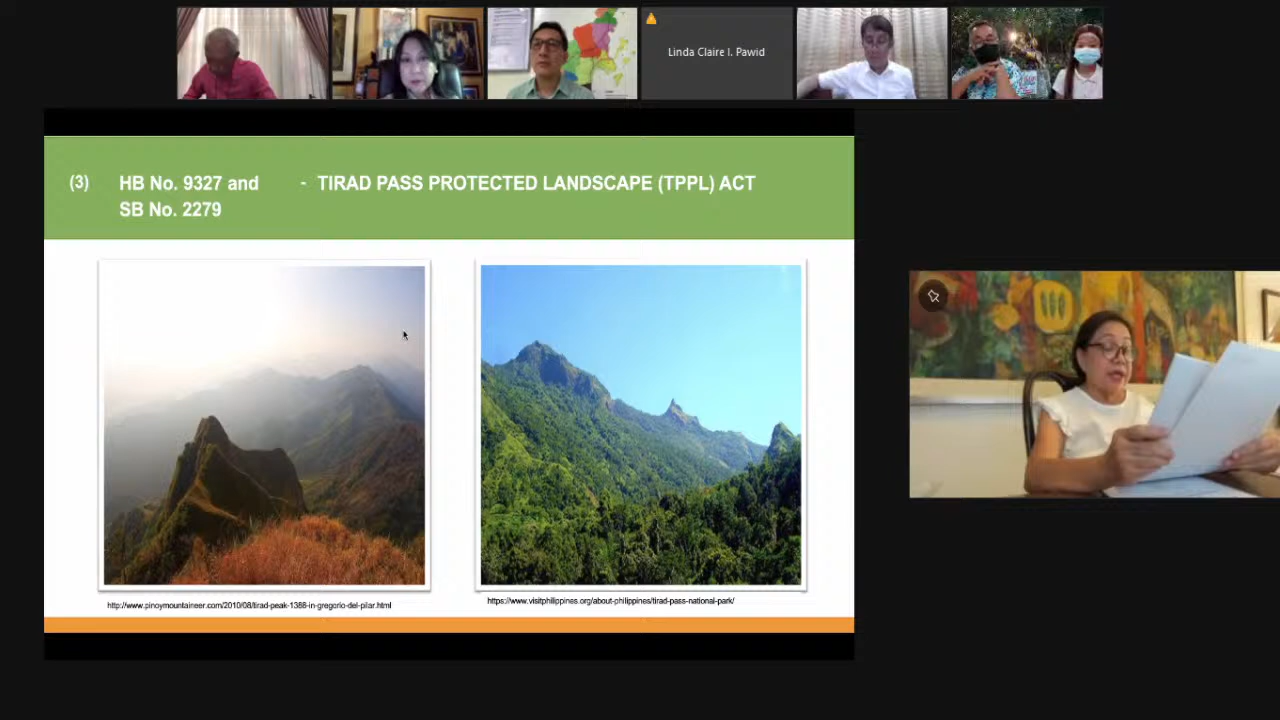 Linda Claire I. Pawid
(3) HB No. 9327 and - TIRAD PASS PROTECTED LANDSCAPE (TPPL) ACT
SB No. 2279
http://www.pinoymountaineer.com/2010/08/tirad-peak-1388-in-gregorio-del-pilar.html
https://www.visitphilippines.org/about-philippines/tirad-pass-national-park/